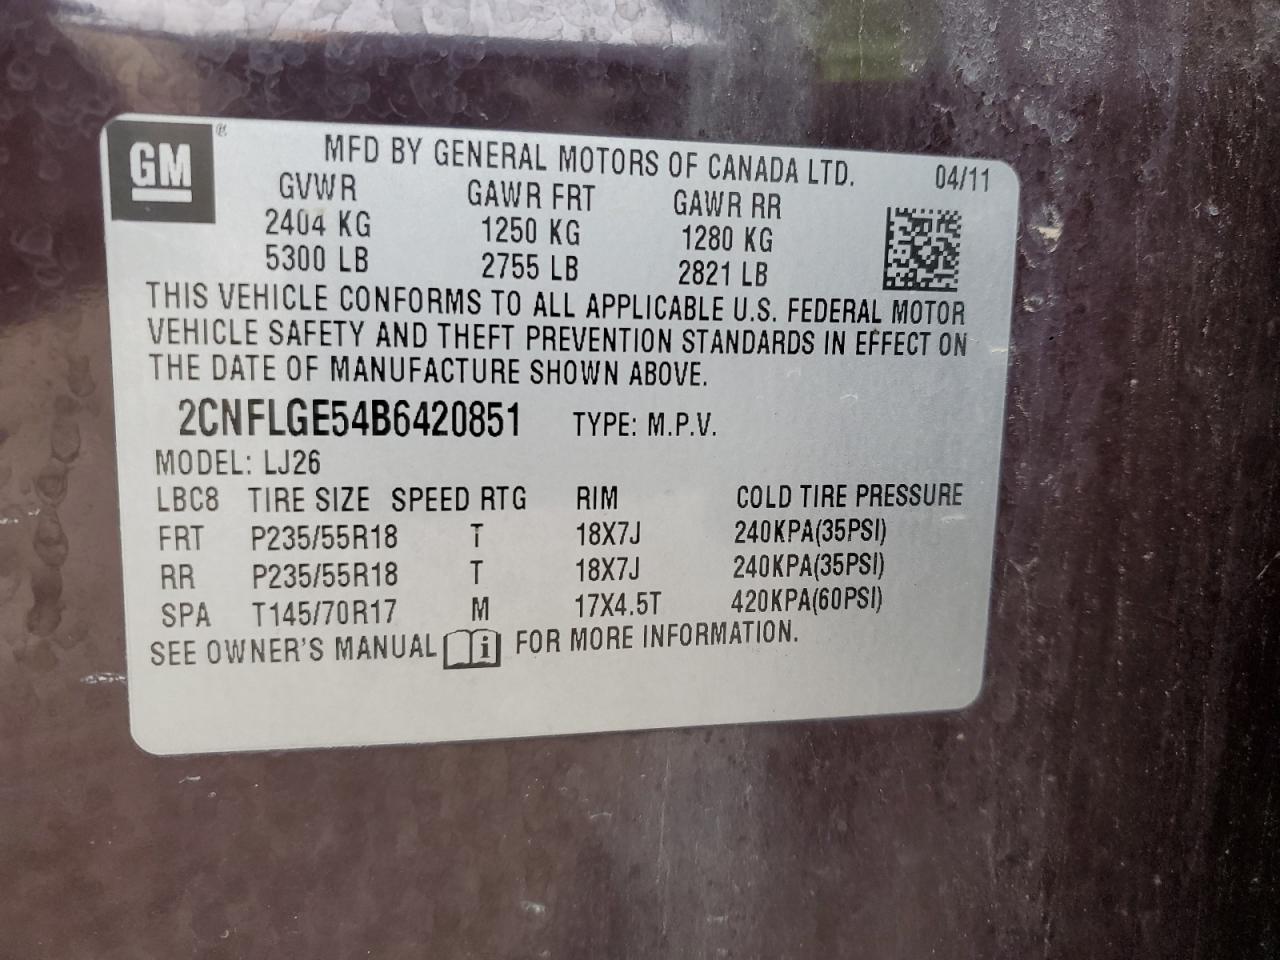 GM ® MFD BY GENERAL MOTORS OF CANADA LTD. 04/11
GVWR GAWR FRT GAWR RR
2404 KG 1250 KG 1280 KG
5300 LB 2755 LB 2821 LB
THIS VEHICLE CONFORMS TO ALL APPLICABLE U.S. FEDERAL MOTOR
VEHICLE SAFETY AND THEFT PREVENTION STANDARDS IN EFFECT ON
THE DATE OF MANUFACTURE SHOWN ABOVE.
2CNFLGE54B6420851 TYPE: M.P.V.
MODEL: LJ26
LBC8 TIRE SIZE SPEED RTG RIM COLD TIRE PRESSURE
FRT P235/55R18 T 18X7J 240KPA(35PSI)
RR P235/55R18 T 18X7J 240KPA(35PSI)
SPA T145/70R17 M 17X4.5T 420KPA(60PSI)
SEE OWNER'S MANUAL i FOR MORE INFORMATION.